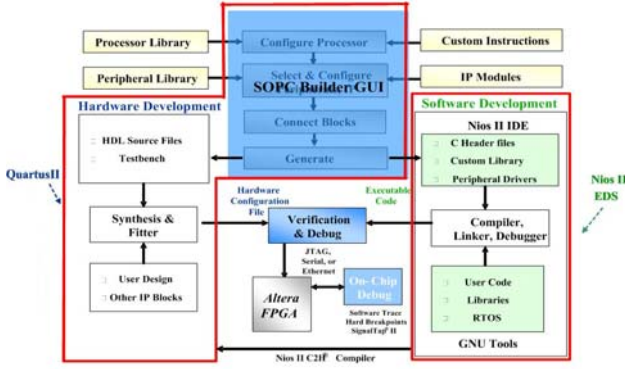 Processor Library
Configure Processor
Custom Instructions
Peripheral Library
Select & Configure
SOPC Builder GUI
IP Modules
Connect Blocks
Generate
Hardware Development
HDL Source Files
Testbench
QuartusII
Synthesis &
Fitter
User Design
Other IP Blocks
Hardware
Configuration
File
Executable
Code
Verification
& Debug
JTAG,
Serial, or
Ethernet
Altera
FPGA
On- Chip
Debug
Software Trace
Hard Breakpoints
SignalTap® II
Software Development
Nios II IDE
C Header files
Custom Library
Peripheral Drivers
Compiler,
Linker, Debugger
User Code
Libraries
RTOS
GNU Tools
Nios II
EDS
Nios II C2H® Compiler